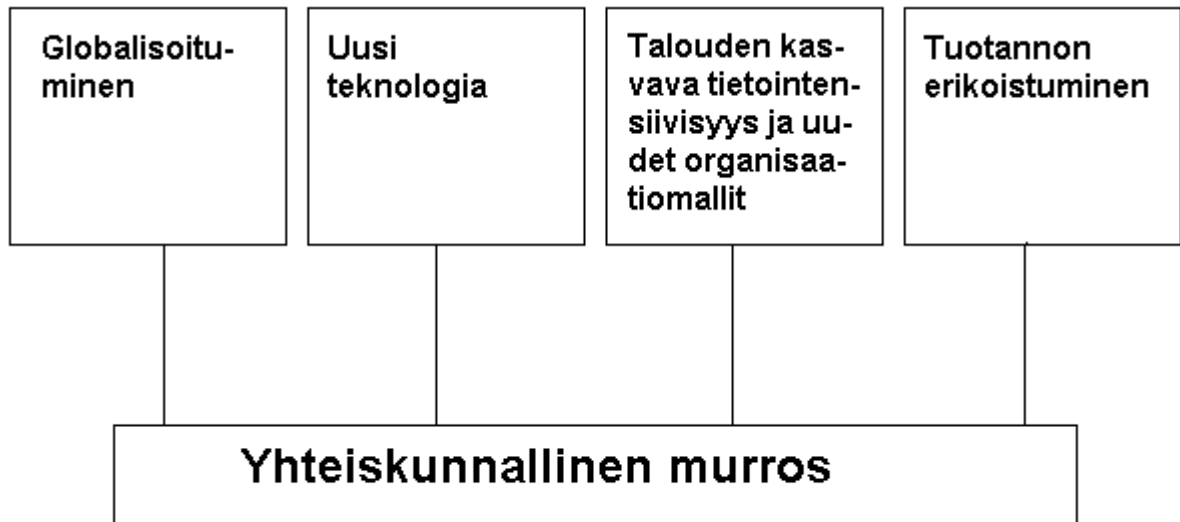 Globalisoitu-
minen
Uusi
teknologia
Talouden kas-
vava tietointen-
siivisyys ja uu-
det organisaa-
tiomallit
Tuotannon
erikoistuminen
Yhteiskunnallinen murros